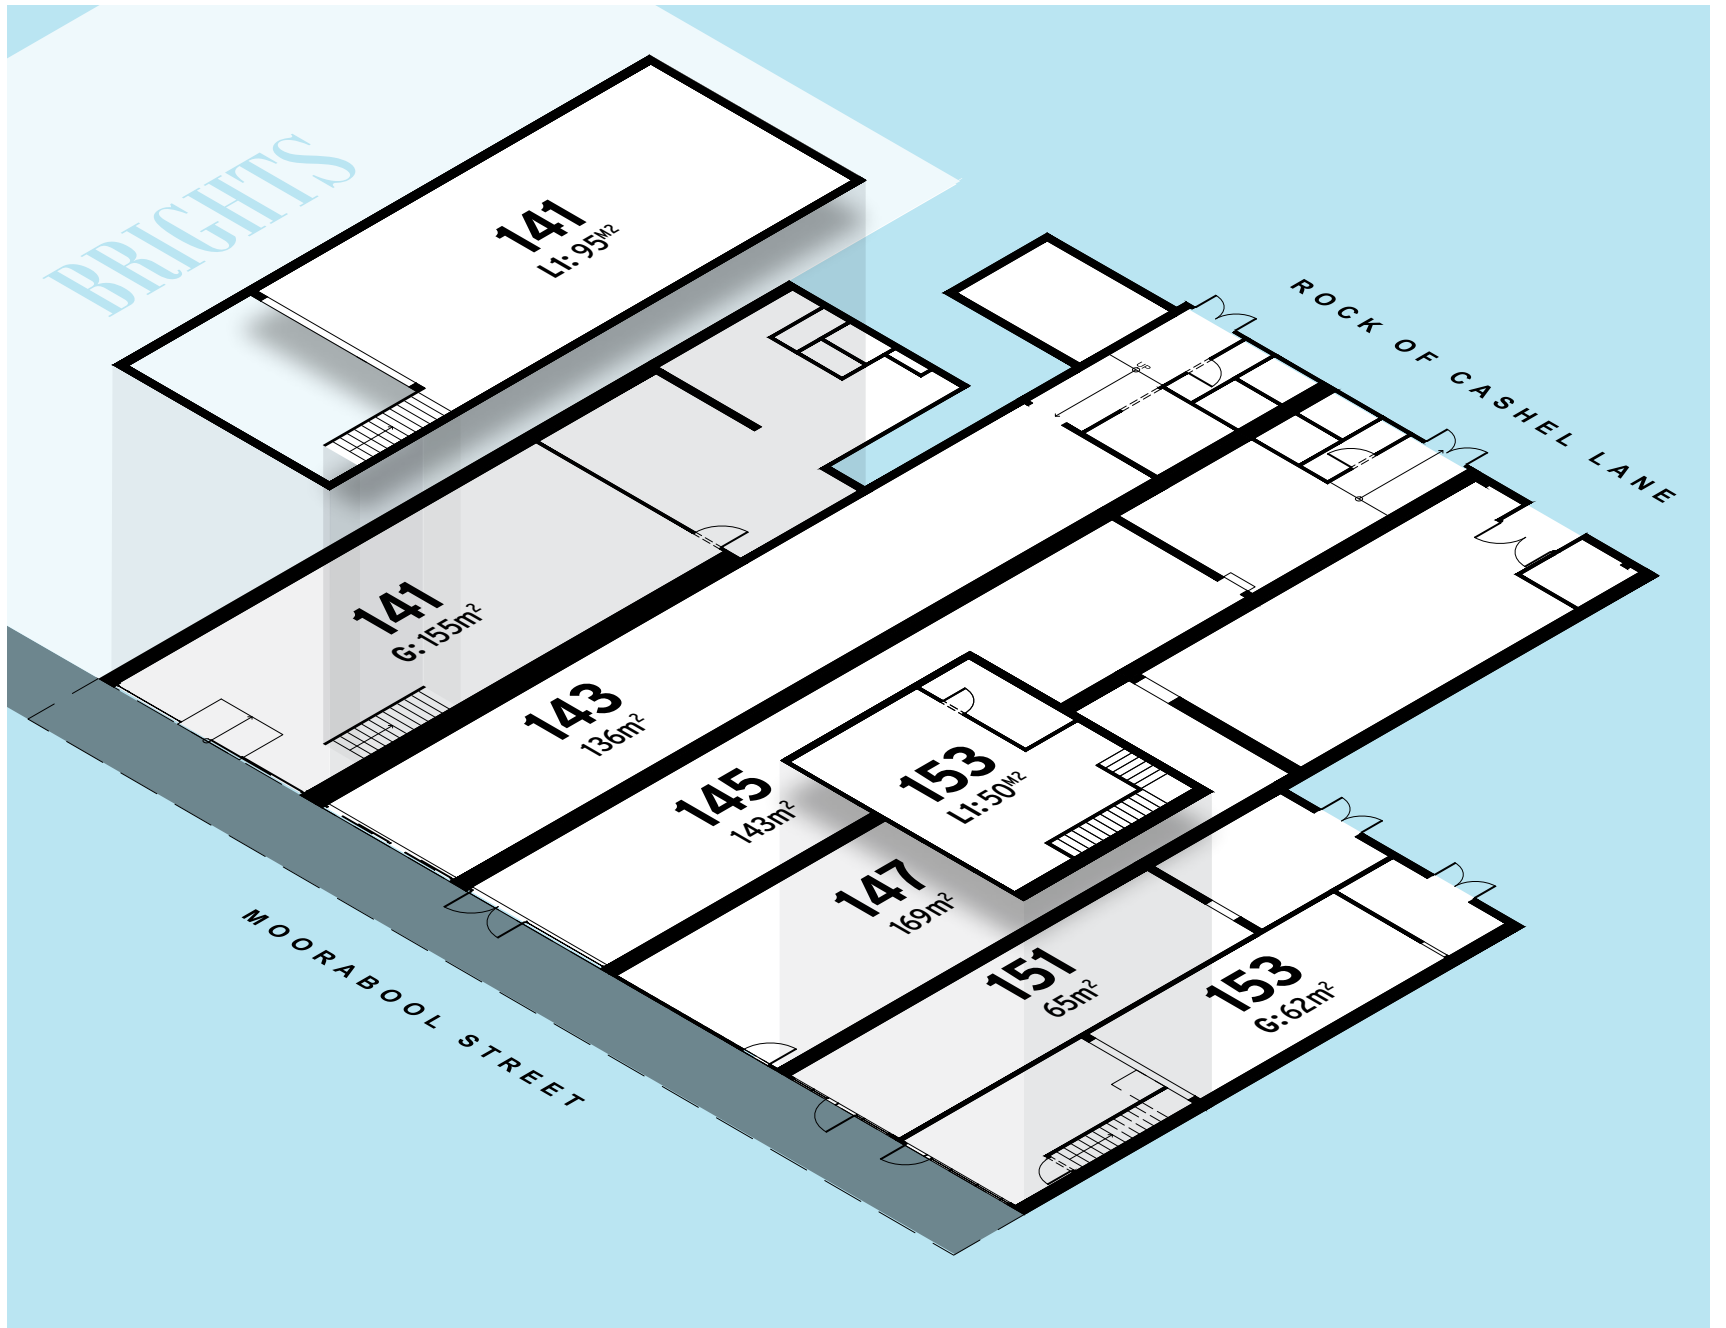 BRIGHTS
141
L1: 95M2
ROCK OF CASHEL LANE
UP
141
G: 155m²
143
136m²
145
143m²
153
L1: 50M2
147
169m²
151
65m²
153
G: 62m²
MOORABOOL STREET